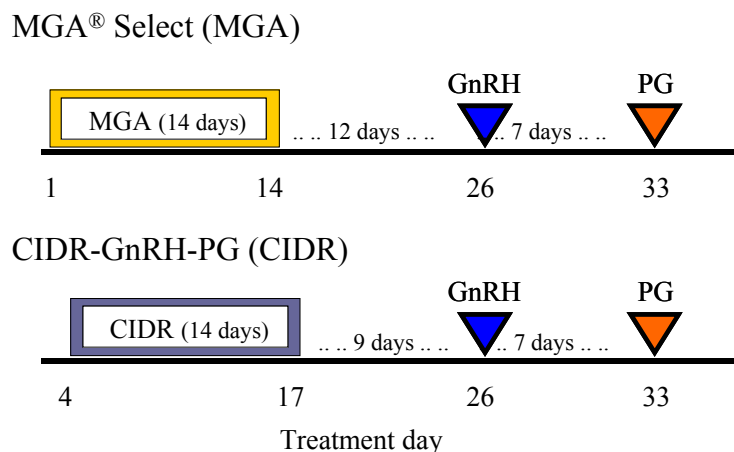 MGA® Select (MGA)
GnRH PG
MGA (14 days) .. .. 12 days .. .. .. 7 days .. ..
1 14 26 33
CIDR-GnRH-PG (CIDR)
GnRH PG
CIDR (14 days) .. .. 9 days .. .. .. 7 days .. ..
4 17 26 33
Treatment day